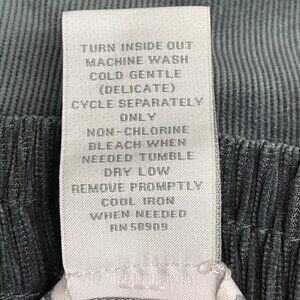 TURN INSIDE OUT
MACHINE WASH
COLD GENTLE
(DELICATE)
CYCLE SEPARATELY
ONLY
NON-CHLORINE
BLEACH WHEN
NEEDED TUMBLE
DRY LOW
REMOVE PROMPTLY
COOL IRON
WHEN NEEDED
RN 58909